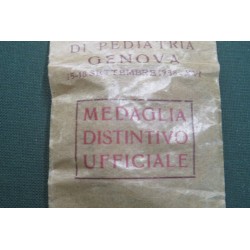 DI PEDIATRIA
GENOVA
MEDAGLIA
DISTINTIVO
UFFICIALE